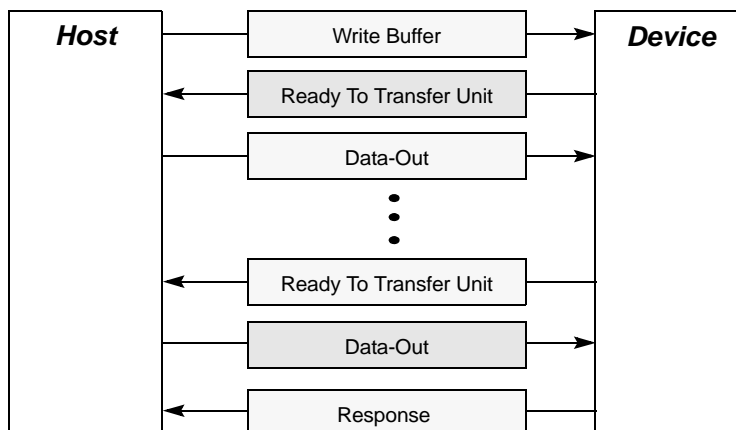 Host
Write Buffer
Device
Ready To Transfer Unit
Data-Out
Ready To Transfer Unit
Data-Out
Response